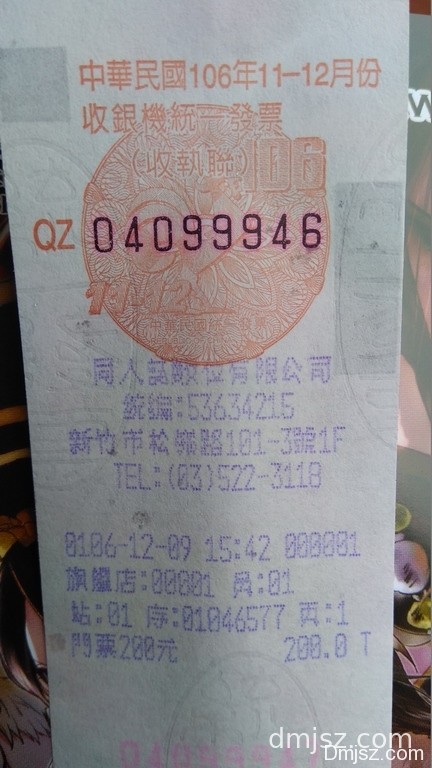 中華民國106年11-12月份
收銀機統一發票
(收執聯)106
QZ 04099946
同人誌數位有限公司
統編:53634215
新竹市松嶺路101-3號1F
TEL:(03)522-3118
0106-12-09 15:42 000001
旗艦店:00001 員:01
站:01 序:01046577 頁:1
門票200元 200.0 T
04099947
dmjsz.com
Dmjsz.com